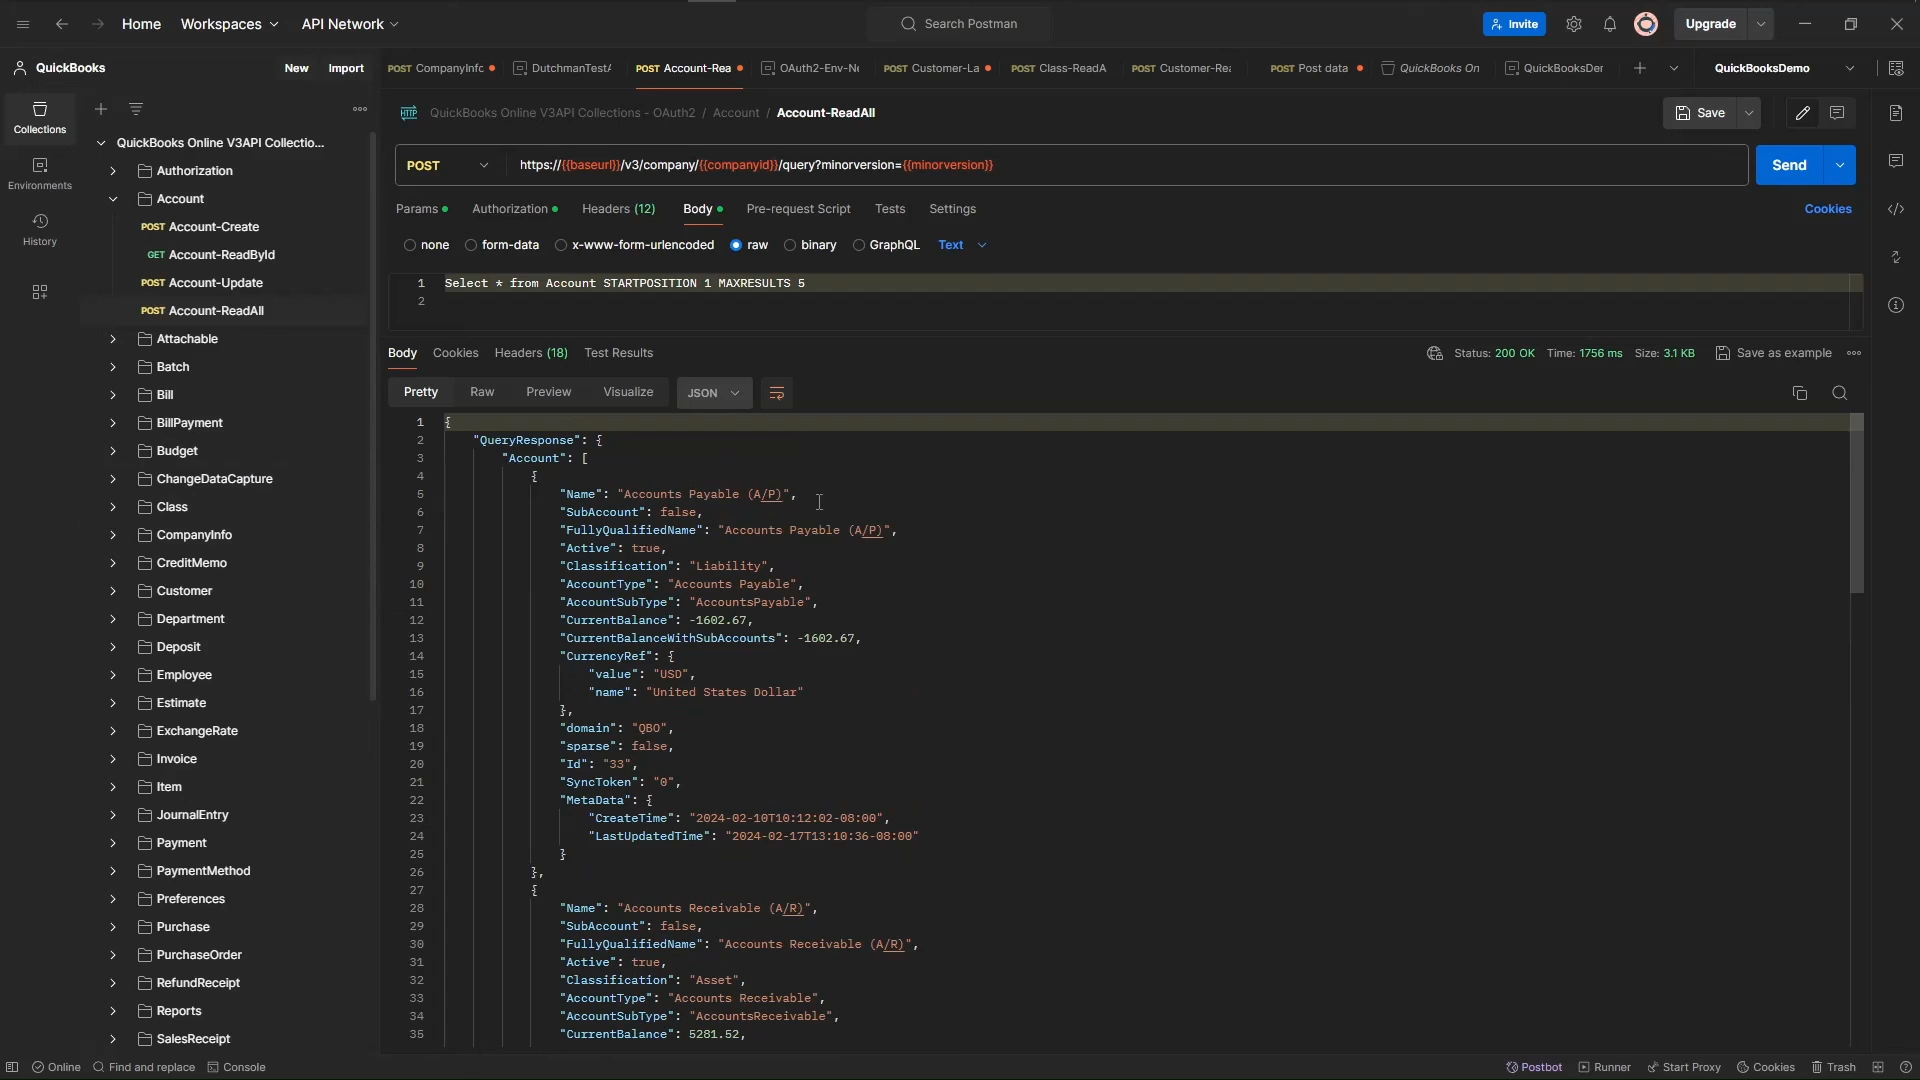 Home
Workspaces
API Network
Search Postman
Invite
Upgrade
QuickBooks
New
Import
POST CompanyInfc
DutchmanTestA
POST Account-Rea
OAuth2-Env-Ne
POST Customer-La
POST Class-ReadA
POST Customer-Rea
POST Post data
QuickBooks On
QuickBooksDer
QuickBooksDemo
Collections
Environments
History
QuickBooks Online V3API Collectio...
Authorization
Account
POST Account-Create
GET Account-ReadById
POST Account-Update
POST Account-ReadAll
Attachable
Batch
Bill
BillPayment
Budget
ChangeDataCapture
Class
CompanyInfo
CreditMemo
Customer
Department
Deposit
Employee
Estimate
ExchangeRate
Invoice
Item
JournalEntry
Payment
PaymentMethod
Preferences
Purchase
PurchaseOrder
RefundReceipt
Reports
SalesReceipt
HTTP QuickBooks Online V3API Collections - OAuth2 / Account / Account-ReadAll
Save
POST https://{{baseurl}}/v3/company/{{companyid}}/query?minorversion={{minorversion}}
Send
Params Authorization Headers (12) Body Pre-request Script Tests Settings
Cookies
none form-data x-www-form-urlencoded raw binary GraphQL Text
1 Select * from Account STARTPOSITION 1 MAXRESULTS 5
2
Body Cookies Headers (18) Test Results
Status: 200 OK Time: 1756 ms Size: 3.1 KB Save as example
Pretty Raw Preview Visualize JSON
1 {
2 "QueryResponse": {
3 "Account": [
4 {
5 "Name": "Accounts Payable (A/P)",
6 "SubAccount": false,
7 "FullyQualifiedName": "Accounts Payable (A/P)",
8 "Active": true,
9 "Classification": "Liability",
10 "AccountType": "Accounts Payable",
11 "AccountSubType": "AccountsPayable",
12 "CurrentBalance": -1602.67,
13 "CurrentBalanceWithSubAccounts": -1602.67,
14 "CurrencyRef": {
15 "value": "USD",
16 "name": "United States Dollar"
17 },
18 "domain": "QBO",
19 "sparse": false,
20 "Id": "33",
21 "SyncToken": "0",
22 "MetaData": {
23 "CreateTime": "2024-02-10T10:12:02-08:00",
24 "LastUpdatedTime": "2024-02-17T13:10:36-08:00"
25 }
26 },
27 {
28 "Name": "Accounts Receivable (A/R)",
29 "SubAccount": false,
30 "FullyQualifiedName": "Accounts Receivable (A/R)",
31 "Active": true,
32 "Classification": "Asset",
33 "AccountType": "Accounts Receivable",
34 "AccountSubType": "AccountsReceivable",
35 "CurrentBalance": 5281.52,
Online
Find and replace
Console
Postbot
Runner
Start Proxy
Cookies
Trash